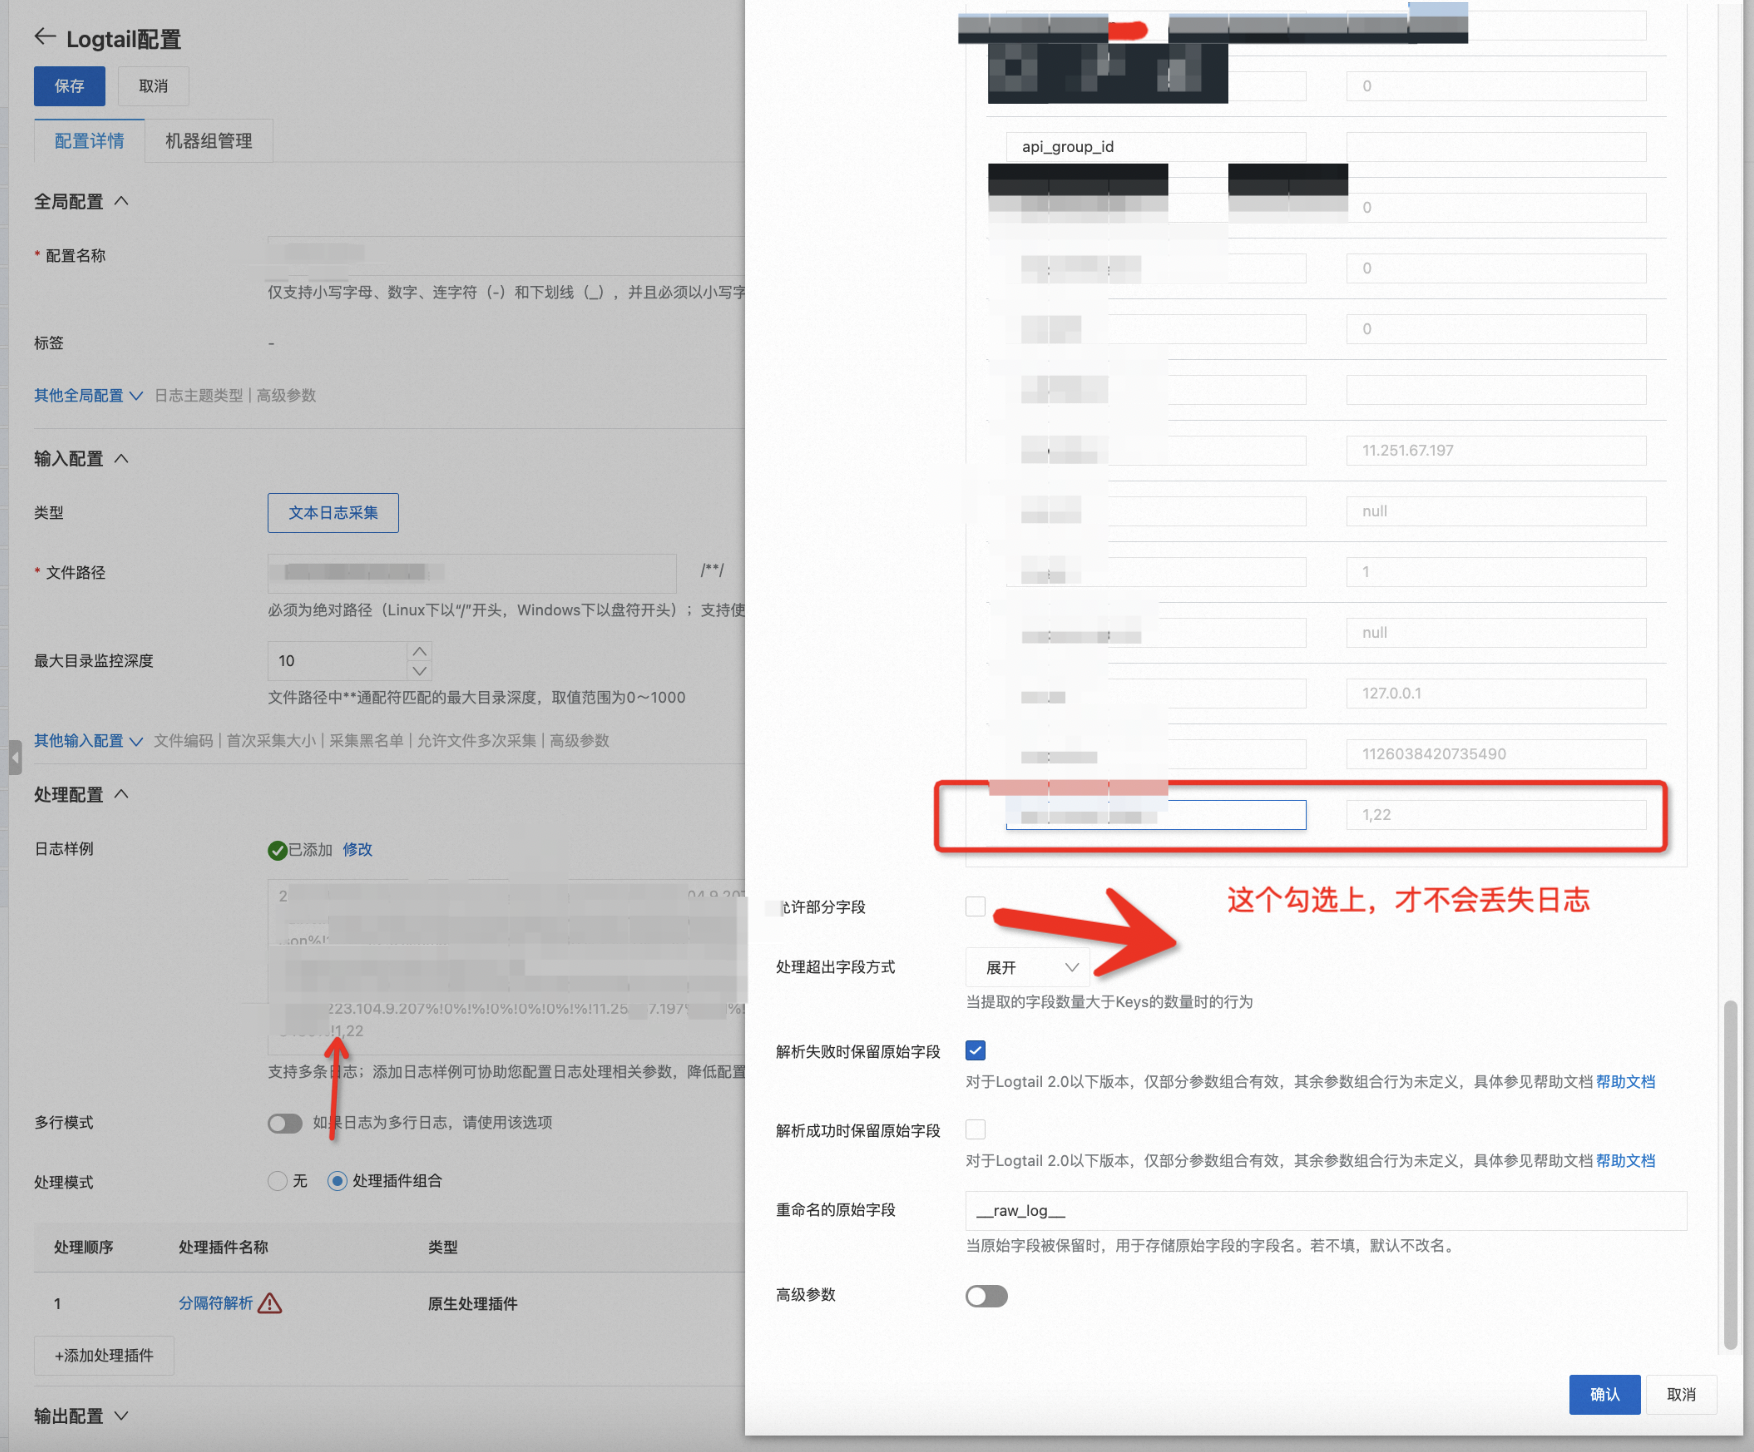 Logtail配置
保存
取消
配置详情
机器组管理
全局配置
* 配置名称
仅支持小写字母、数字、连字符（-）和下划线（_），并且必须以小写字
标签
-
其他全局配置 日志主题类型 | 高级参数
输入配置
类型
文本日志采集
* 文件路径
/**/
必须为绝对路径（Linux下以“/”开头，Windows下以盘符开头）；支持使
最大目录监控深度
10
文件路径中**通配符匹配的最大目录深度，取值范围为0～1000
其他输入配置 文件编码 | 首次采集大小 | 采集黑名单 | 允许文件多次采集 | 高级参数
处理配置
日志样例
已添加 修改
2
04.9.207
son%!
223.104.9.207%!0%!%!0%!0%!0%!%!11.25
7.197
%!
!1,22
支持多条日志；添加日志样例可协助您配置日志处理相关参数，降低配置
多行模式
如果日志为多行日志，请使用该选项
处理模式
无
处理插件组合
处理顺序
处理插件名称
类型
1
分隔符解析
原生处理插件
+添加处理插件
输出配置
0
api_group_id
0
0
0
11.251.67.197
null
1
null
127.0.0.1
1126038420735490
1,22
允许部分字段
这个勾选上，才不会丢失日志
处理超出字段方式
展开
当提取的字段数量大于Keys的数量时的行为
解析失败时保留原始字段
对于Logtail 2.0以下版本，仅部分参数组合有效，其余参数组合行为未定义，具体参见帮助文档 帮助文档
解析成功时保留原始字段
对于Logtail 2.0以下版本，仅部分参数组合有效，其余参数组合行为未定义，具体参见帮助文档 帮助文档
重命名的原始字段
__raw_log__
当原始字段被保留时，用于存储原始字段的字段名。若不填，默认不改名。
高级参数
确认
取消